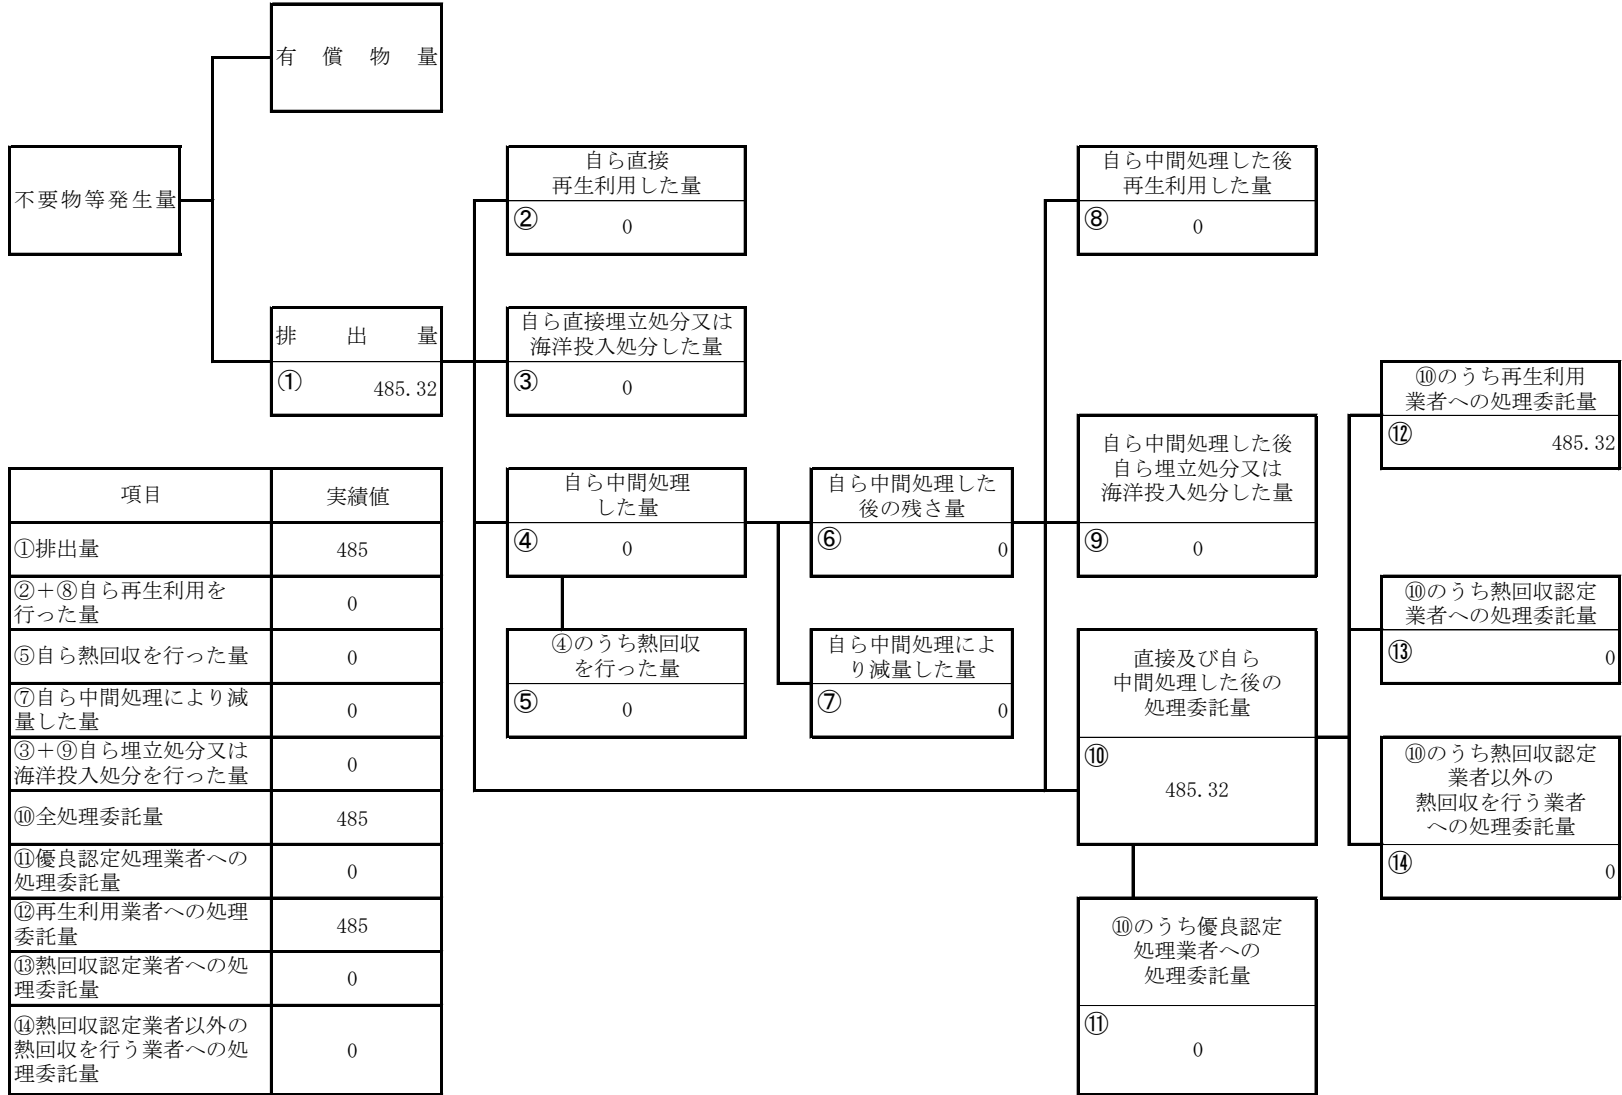 有償物量
不要物等発生量
排出量
① 485.32
自ら直接
再生利用した量
② 0
自ら直接埋立処分又は
海洋投入処分した量
③ 0
自ら中間処理
した量
④ 0
④のうち熱回収
を行った量
⑤ 0
自ら中間処理した
後の残さ量
⑥ 0
自ら中間処理によ
り減量した量
⑦ 0
自ら中間処理した後
再生利用した量
⑧ 0
自ら中間処理した後
自ら埋立処分又は
海洋投入処分した量
⑨ 0
直接及び自ら
中間処理した後の
処理委託量
⑩
485.32
⑩のうち優良認定
処理業者への
処理委託量
⑪
0
⑩のうち再生利用
業者への処理委託量
⑫ 485.32
⑩のうち熱回収認定
業者への処理委託量
⑬ 0
⑩のうち熱回収認定
業者以外の
熱回収を行う業者
への処理委託量
⑭ 0
項目 実績値
①排出量 485
②＋⑧自ら再生利用を
行った量 0
⑤自ら熱回収を行った量 0
⑦自ら中間処理により減
量した量 0
③＋⑨自ら埋立処分又は
海洋投入処分を行った量 0
⑩全処理委託量 485
⑪優良認定処理業者への
処理委託量 0
⑫再生利用業者への処理
委託量 485
⑬熱回収認定業者への処
理委託量 0
⑭熱回収認定業者以外の
熱回収を行う業者への処 0
理委託量